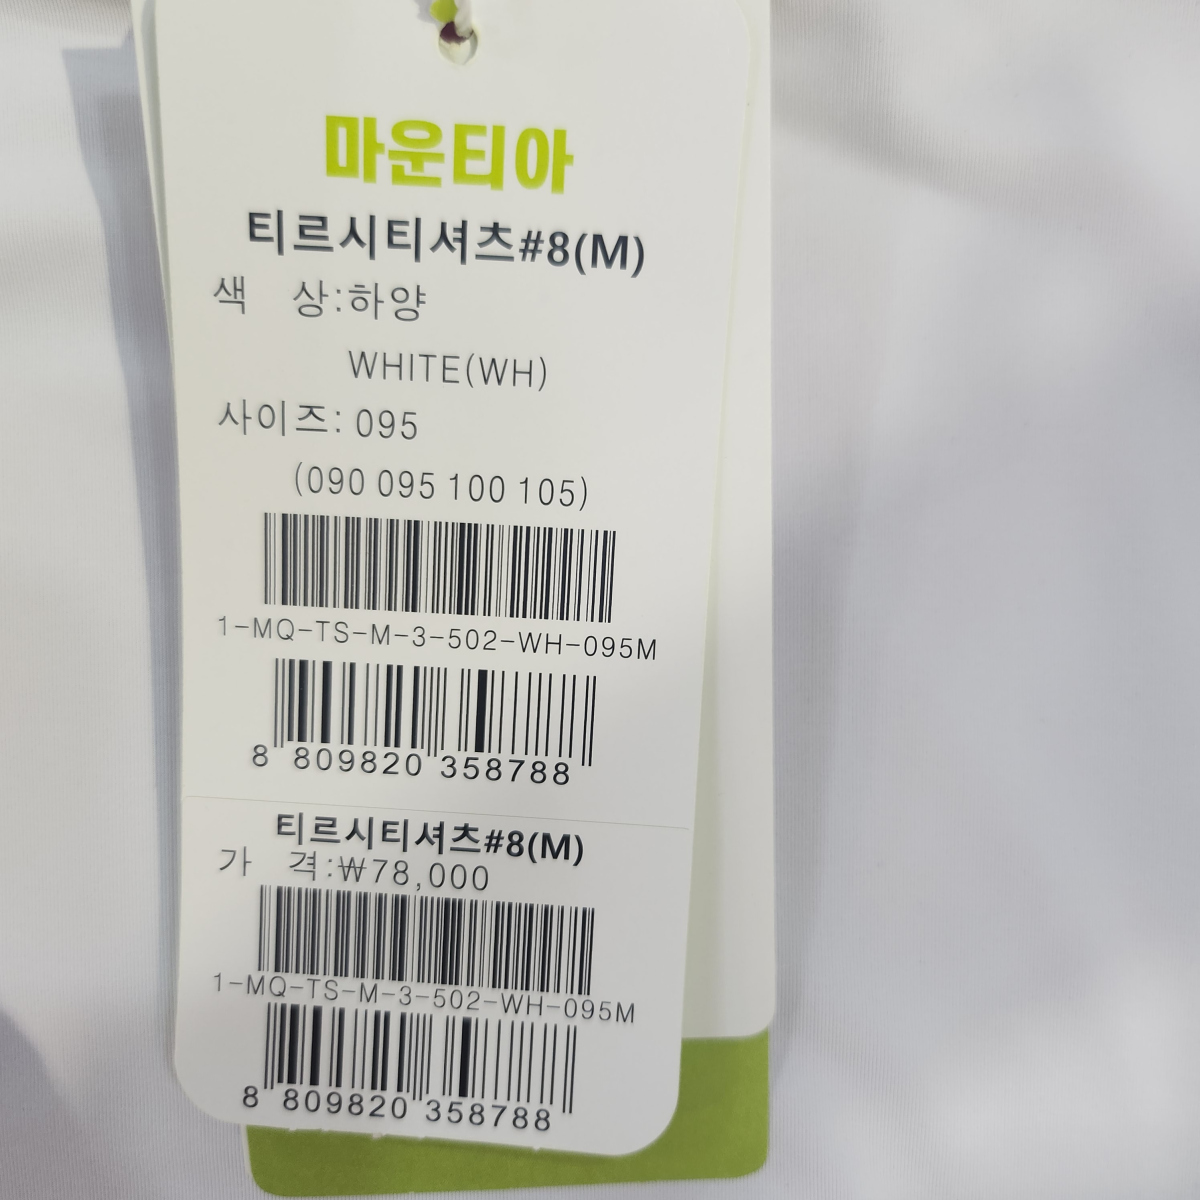 마운티아
티르시티셔츠#8(M)
색 상:하양
WHITE(WH)
사이즈: 095
(090 095 100 105)
1-MQ-TS-M-3-502-WH-095M
8 809820 358788
티르시티셔츠#8(M)
가 격:₩78,000
1-MQ-TS-M-3-502-WH-095M
8 809820 358788